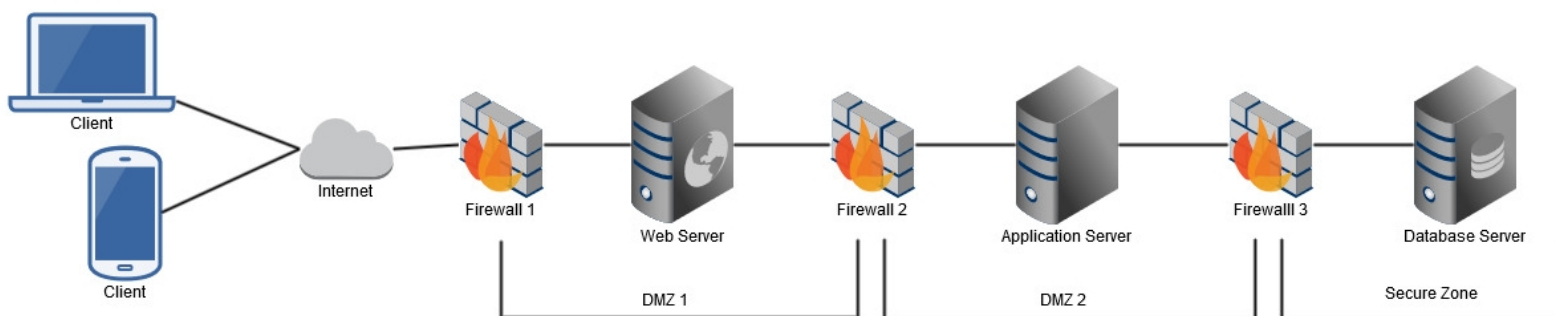 Client
Client
Internet
Firewall 1
Web Server
Firewall 2
Application Server
Firewalll 3
Database Server
DMZ 1
DMZ 2
Secure Zone